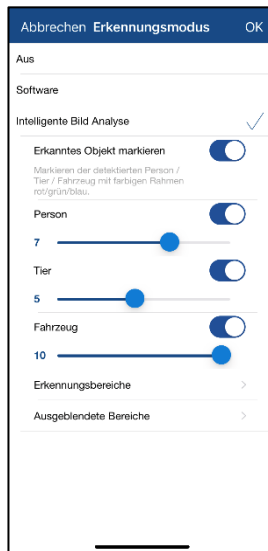 Abbrechen Erkennungsmodus OK
Aus
Software
Intelligente Bild Analyse
Erkanntes Objekt markieren
Markieren der detektierten Person /
Tier / Fahrzeug mit farbigen Rahmen
rot/grün/blau.
Person
7
Tier
5
Fahrzeug
10
Erkennungsbereiche
Ausgeblendete Bereiche